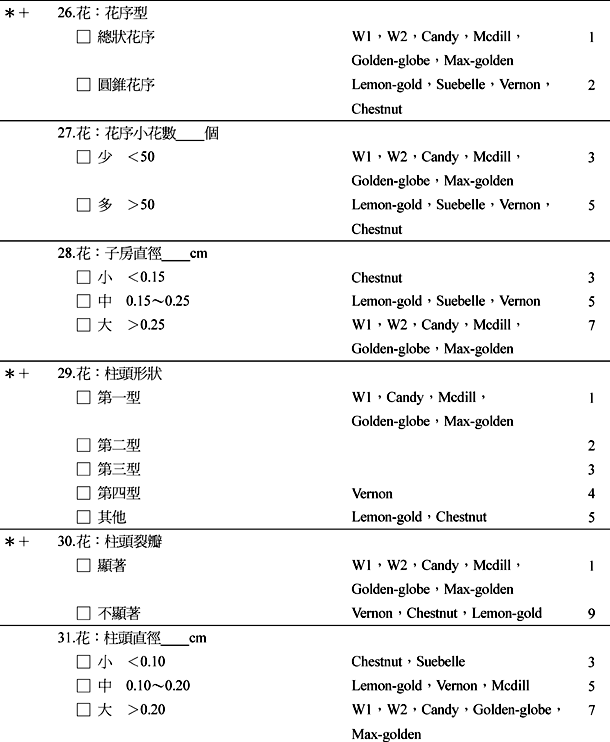 ＊＋ 26.花：花序型
□ 總狀花序 W1，W2，Candy，Mcdill， 1
Golden-globe，Max-golden
□ 圓錐花序 Lemon-gold，Suebelle，Vernon， 2
Chestnut
27.花：花序小花數____個
□ 少 ＜50 W1，W2，Candy，Mcdill， 3
Golden-globe，Max-golden
□ 多 ＞50 Lemon-gold，Suebelle，Vernon， 5
Chestnut
28.花：子房直徑____cm
□ 小 ＜0.15 Chestnut 3
□ 中 0.15～0.25 Lemon-gold，Suebelle，Vernon 5
□ 大 ＞0.25 W1，W2，Candy，Mcdill， 7
Golden-globe，Max-golden
＊＋ 29.花：柱頭形狀
□ 第一型 W1，Candy，Mcdill， 1
Golden-globe，Max-golden
□ 第二型 2
□ 第三型 3
□ 第四型 Vernon 4
□ 其他 Lemon-gold，Chestnut 5
＊＋ 30.花：柱頭裂瓣
□ 顯著 W1，W2，Candy，Mcdill， 1
Golden-globe，Max-golden
□ 不顯著 Vernon，Chestnut，Lemon-gold 9
31.花：柱頭直徑____cm
□ 小 ＜0.10 Chestnut，Suebelle 3
□ 中 0.10～0.20 Lemon-gold，Vernon，Mcdill 5
□ 大 ＞0.20 W1，W2，Candy，Golden-globe， 7
Max-golden